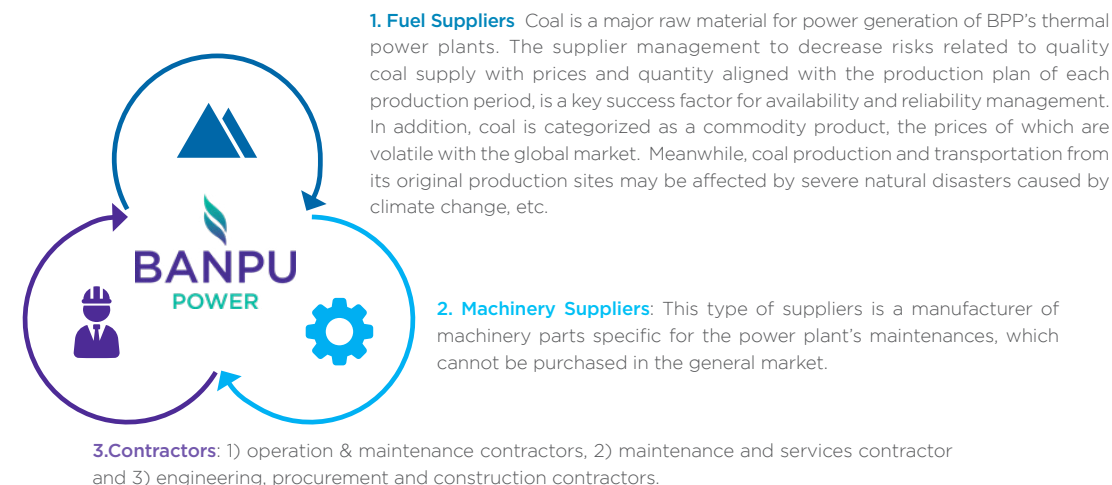 1. Fuel Suppliers Coal is a major raw material for power generation of BPP's thermal
power plants. The supplier management to decrease risks related to quality
coal supply with prices and quantity aligned with the production plan of each
production period, is a key success factor for availability and reliability management.
In addition, coal is categorized as a commodity product, the prices of which are
volatile with the global market. Meanwhile, coal production and transportation from
its original production sites may be affected by severe natural disasters caused by
climate change, etc.
BANPU
POWER
2. Machinery Suppliers: This type of suppliers is a manufacturer of
machinery parts specific for the power plant's maintenances, which
cannot be purchased in the general market.
3.Contractors: 1) operation & maintenance contractors, 2) maintenance and services contractor
and 3) engineering, procurement and construction contractors.